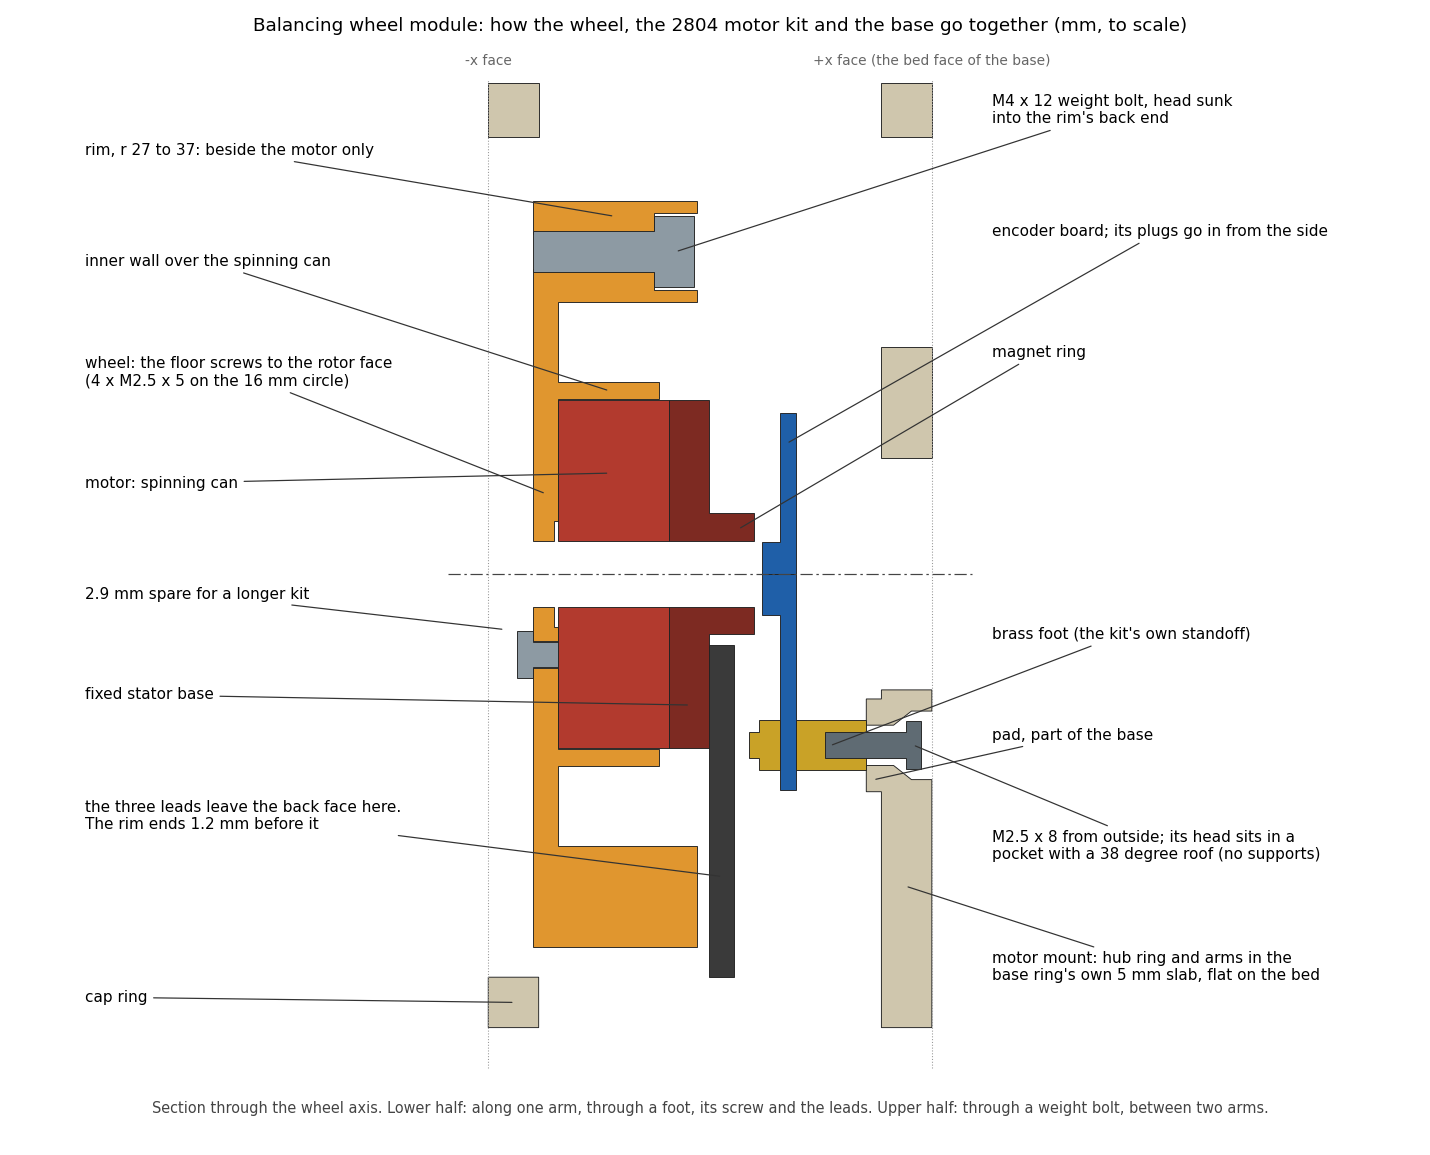 Balancing wheel module: how the wheel, the 2804 motor kit and the base go together (mm, to scale)
-x face
+x face (the bed face of the base)
M4 x 12 weight bolt, head sunk
into the rim's back end
rim, r 27 to 37: beside the motor only
encoder board; its plugs go in from the side
inner wall over the spinning can
magnet ring
wheel: the floor screws to the rotor face
(4 x M2.5 x 5 on the 16 mm circle)
motor: spinning can
2.9 mm spare for a longer kit
brass foot (the kit's own standoff)
fixed stator base
pad, part of the base
the three leads leave the back face here.
The rim ends 1.2 mm before it
M2.5 x 8 from outside; its head sits in a
pocket with a 38 degree roof (no supports)
motor mount: hub ring and arms in the
base ring's own 5 mm slab, flat on the bed
cap ring
Section through the wheel axis. Lower half: along one arm, through a foot, its screw and the leads. Upper half: through a weight bolt, between two arms.